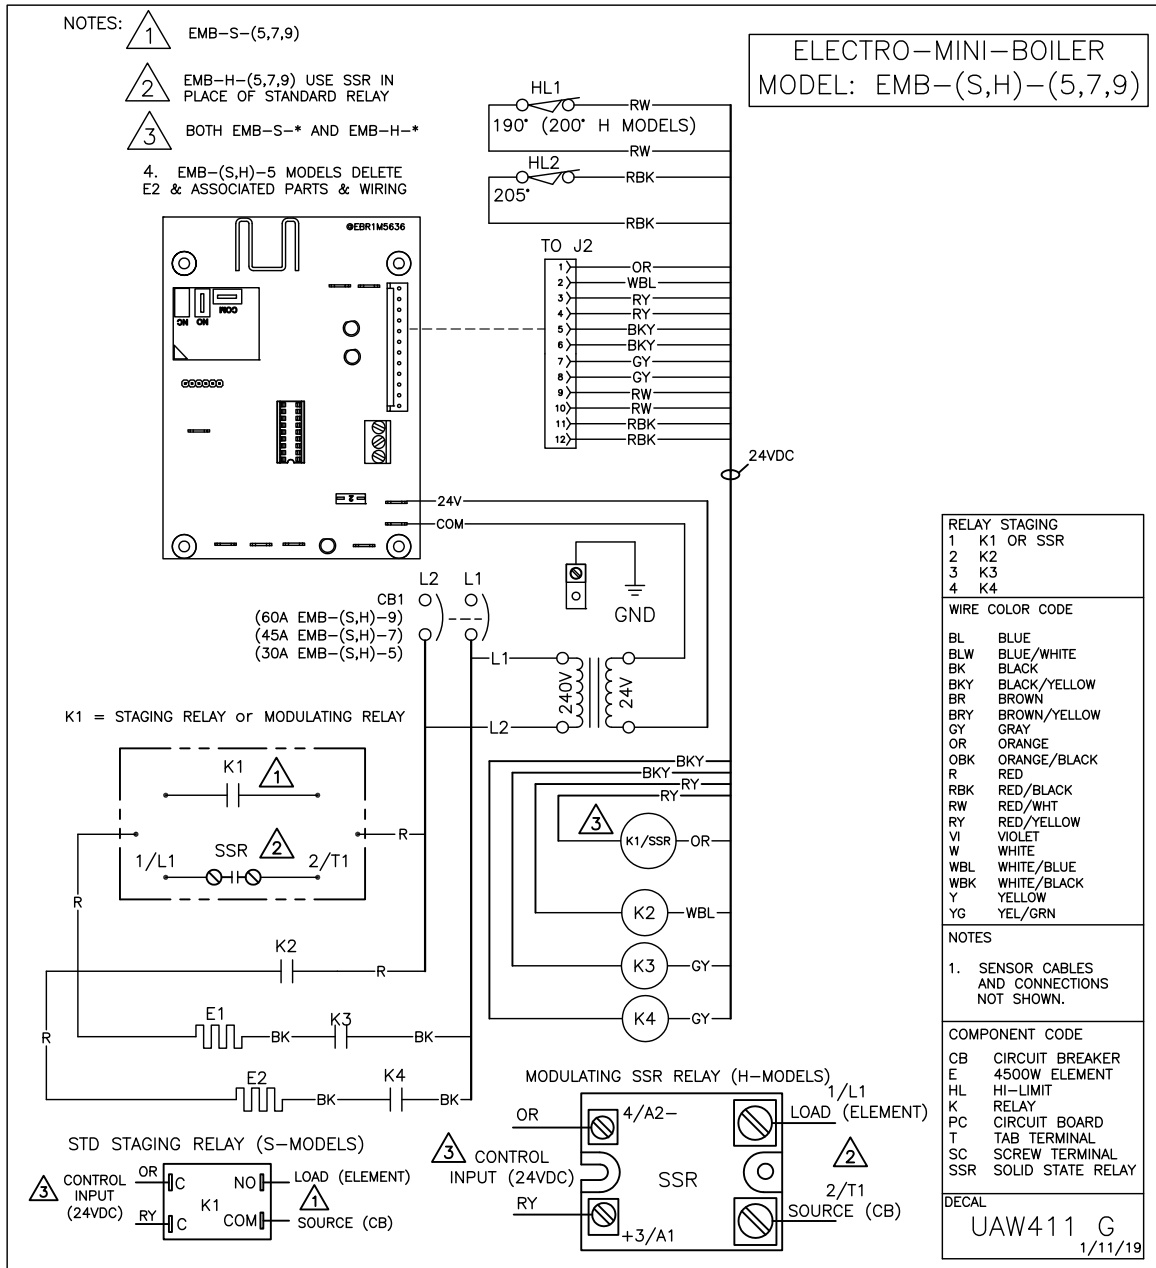 NOTES:
1 EMB-S-(5,7,9)
2 EMB-H-(5,7,9) USE SSR IN
PLACE OF STANDARD RELAY
3 BOTH EMB-S-* AND EMB-H-*
4. EMB-(S,H)-5 MODELS DELETE
E2 & ASSOCIATED PARTS & WIRING
ELECTRO-MINI-BOILER
MODEL: EMB-(S,H)-(5,7,9)
HL1
RW
190° (200° H MODELS)
RW
HL2
RBK
205°
RBK
TO J2
1 OR
2 WBL
3 RY
4 RY
5 BKY
6 BKY
7 GY
8 GY
9 RW
10 RW
11 RBK
12 RBK
24VDC
@EBR1M5636
NC
NO
COM
24V
COM
L2 L1
CB1
(60A EMB-(S,H)-9)
(45A EMB-(S,H)-7)
(30A EMB-(S,H)-5)
GND
L1
L2
240V
24V
K1 = STAGING RELAY or MODULATING RELAY
K1
1
SSR
2
1/L1
2/T1
R
R
K2
R
R
E1
BK
K3
BK
E2
BK
K4
BK
BKY
BKY
RY
RY
3
K1/SSR
OR
K2
WBL
K3
GY
K4
GY
STD STAGING RELAY (S-MODELS)
3
CONTROL
INPUT
(24VDC)
OR
RY
C
C
K1
NO
COM
LOAD (ELEMENT)
1
SOURCE (CB)
MODULATING SSR RELAY (H-MODELS)
OR
3
CONTROL
INPUT (24VDC)
RY
4/A2-
SSR
+3/A1
1/L1
LOAD (ELEMENT)
2
2/T1
SOURCE (CB)
RELAY STAGING
1 K1 OR SSR
2 K2
3 K3
4 K4
WIRE COLOR CODE
BL BLUE
BLW BLUE/WHITE
BK BLACK
BKY BLACK/YELLOW
BR BROWN
BRY BROWN/YELLOW
GY GRAY
OR ORANGE
OBK ORANGE/BLACK
R RED
RBK RED/BLACK
RW RED/WHT
RY RED/YELLOW
VI VIOLET
W WHITE
WBL WHITE/BLUE
WBK WHITE/BLACK
Y YELLOW
YG YEL/GRN
NOTES
1. SENSOR CABLES
AND CONNECTIONS
NOT SHOWN.
COMPONENT CODE
CB CIRCUIT BREAKER
E 4500W ELEMENT
HL HI-LIMIT
K RELAY
PC CIRCUIT BOARD
T TAB TERMINAL
SC SCREW TERMINAL
SSR SOLID STATE RELAY
DECAL
UAW411 G
1/11/19